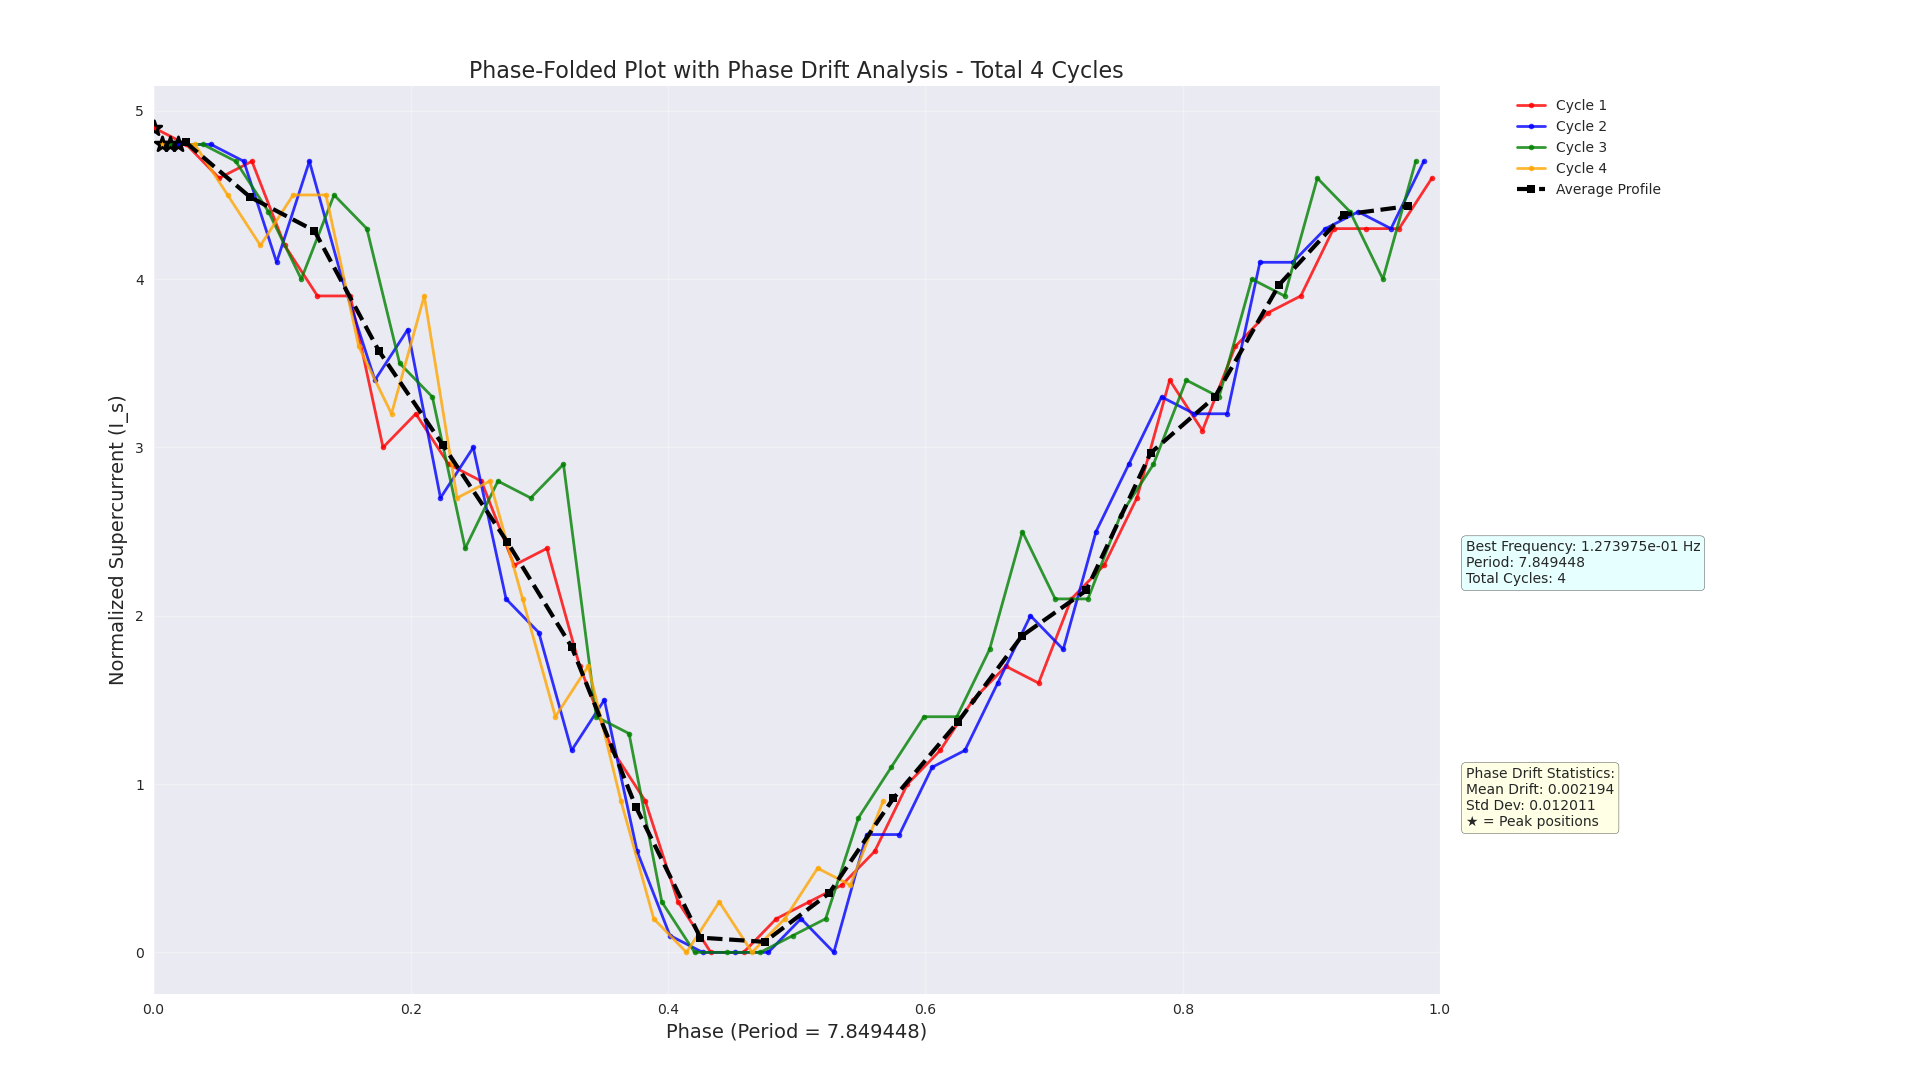 Phase-Folded Plot with Phase Drift Analysis - Total 4 Cycles
Normalized Supercurrent (I_s)
5
4
3
2
1
0
0.0
0.2
0.4
0.6
0.8
1.0
Phase (Period = 7.849448)
Cycle 1
Cycle 2
Cycle 3
Cycle 4
Average Profile
Best Frequency: 1.273975e-01 Hz
Period: 7.849448
Total Cycles: 4
Phase Drift Statistics:
Mean Drift: 0.002194
Std Dev: 0.012011
★ = Peak positions